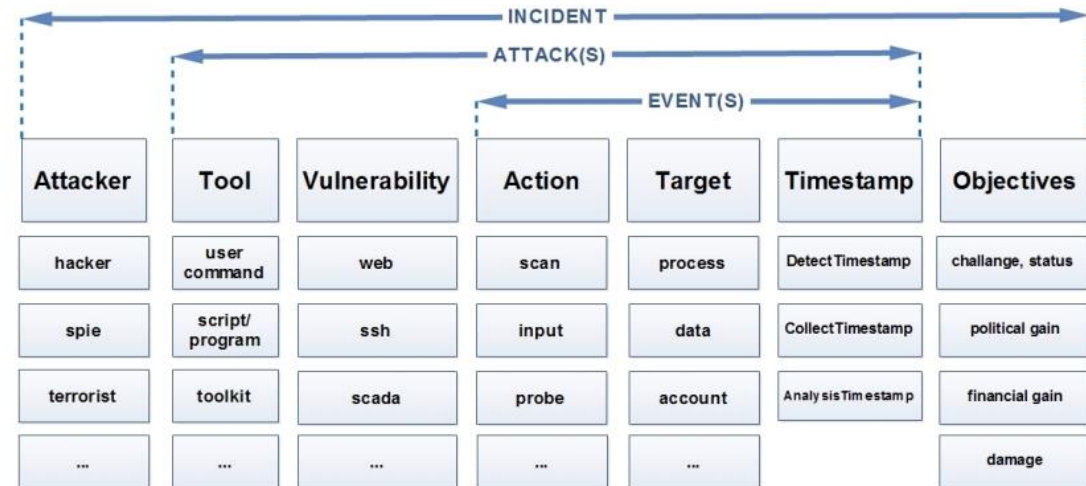 INCIDENT
ATTACK(S)
EVENT(S)
Attacker
Tool
Vulnerability
Action
Target
Timestamp
Objectives
hacker
user
command
web
scan
process
DetectTimestamp
challange, status
spie
script/
program
ssh
input
data
CollectTimestamp
political gain
terrorist
toolkit
scada
probe
account
AnalysisTimestamp
financial gain
...
...
...
...
...
damage